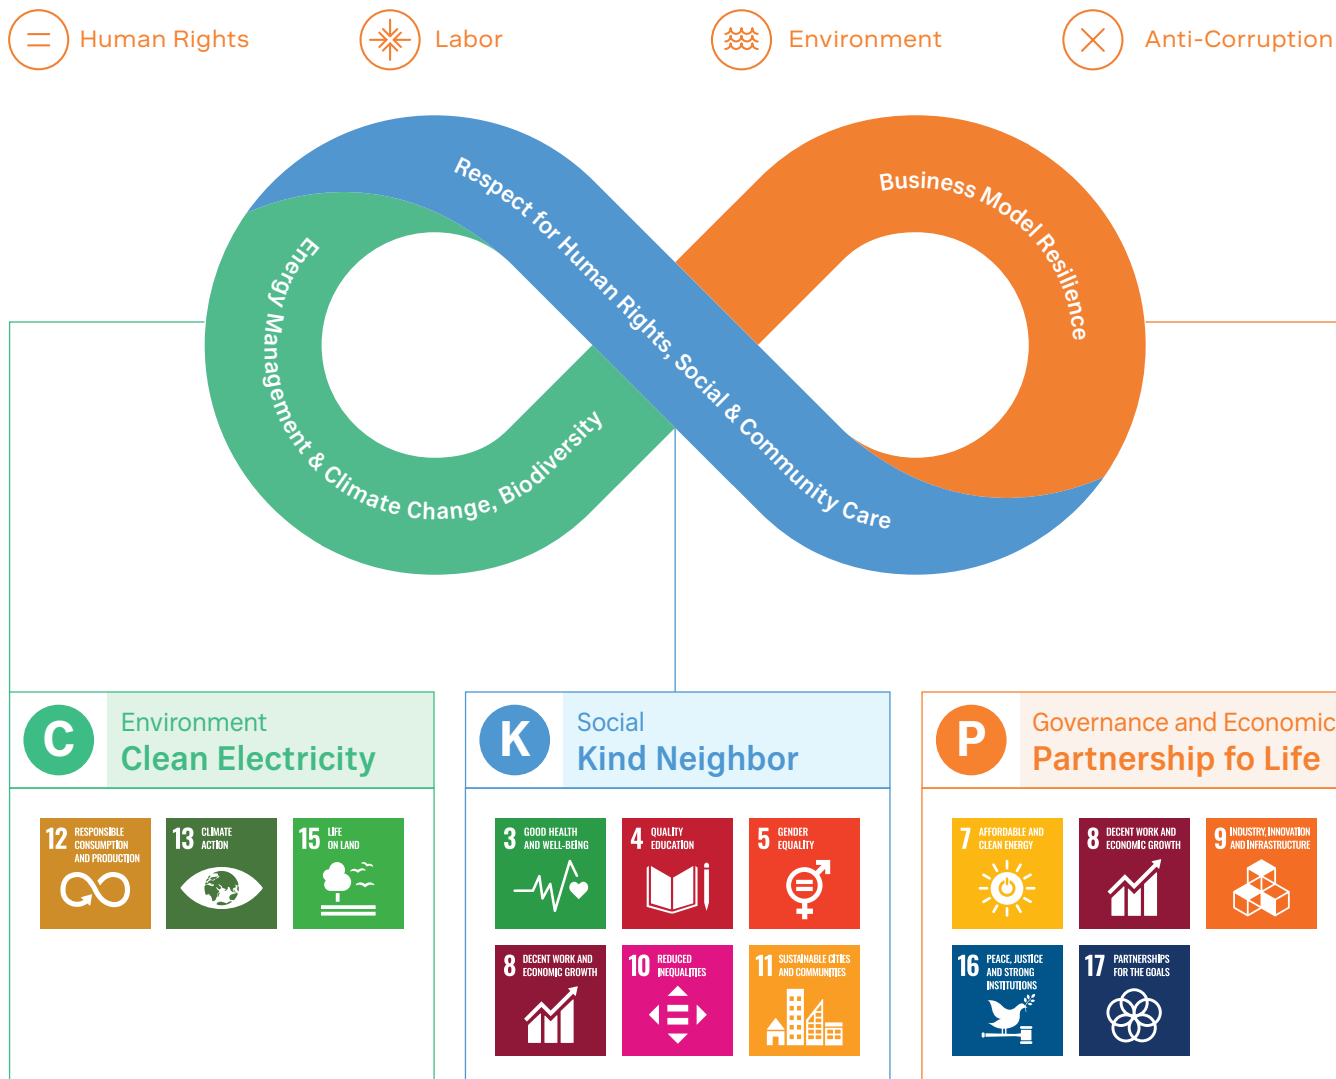 Human Rights
Labor
Environment
Anti-Corruption
Respect for Human Rights, Social & Community Care
Business Model Resilience
Energy Management & Climate Change, Biodiversity
C
Environment
Clean Electricity
K
Social
Kind Neighbor
P
Governance and Economic
Partnership fo Life
12 RESPONSIBLE
CONSUMPTION
AND PRODUCTION
13 CLIMATE
ACTION
15 LIFE
ON LAND
3 GOOD HEALTH
AND WELL-BEING
4 QUALITY
EDUCATION
5 GENDER
EQUALITY
8 DECENT WORK AND
ECONOMIC GROWTH
10 REDUCED
INEQUALITIES
11 SUSTAINABLE CITIES
AND COMMUNITIES
7 AFFORDABLE AND
CLEAN ENERGY
8 DECENT WORK AND
ECONOMIC GROWTH
9 INDUSTRY, INNOVATION
AND INFRASTRUCTURE
16 PEACE, JUSTICE
AND STRONG
INSTITUTIONS
17 PARTNERSHIPS
FOR THE GOALS